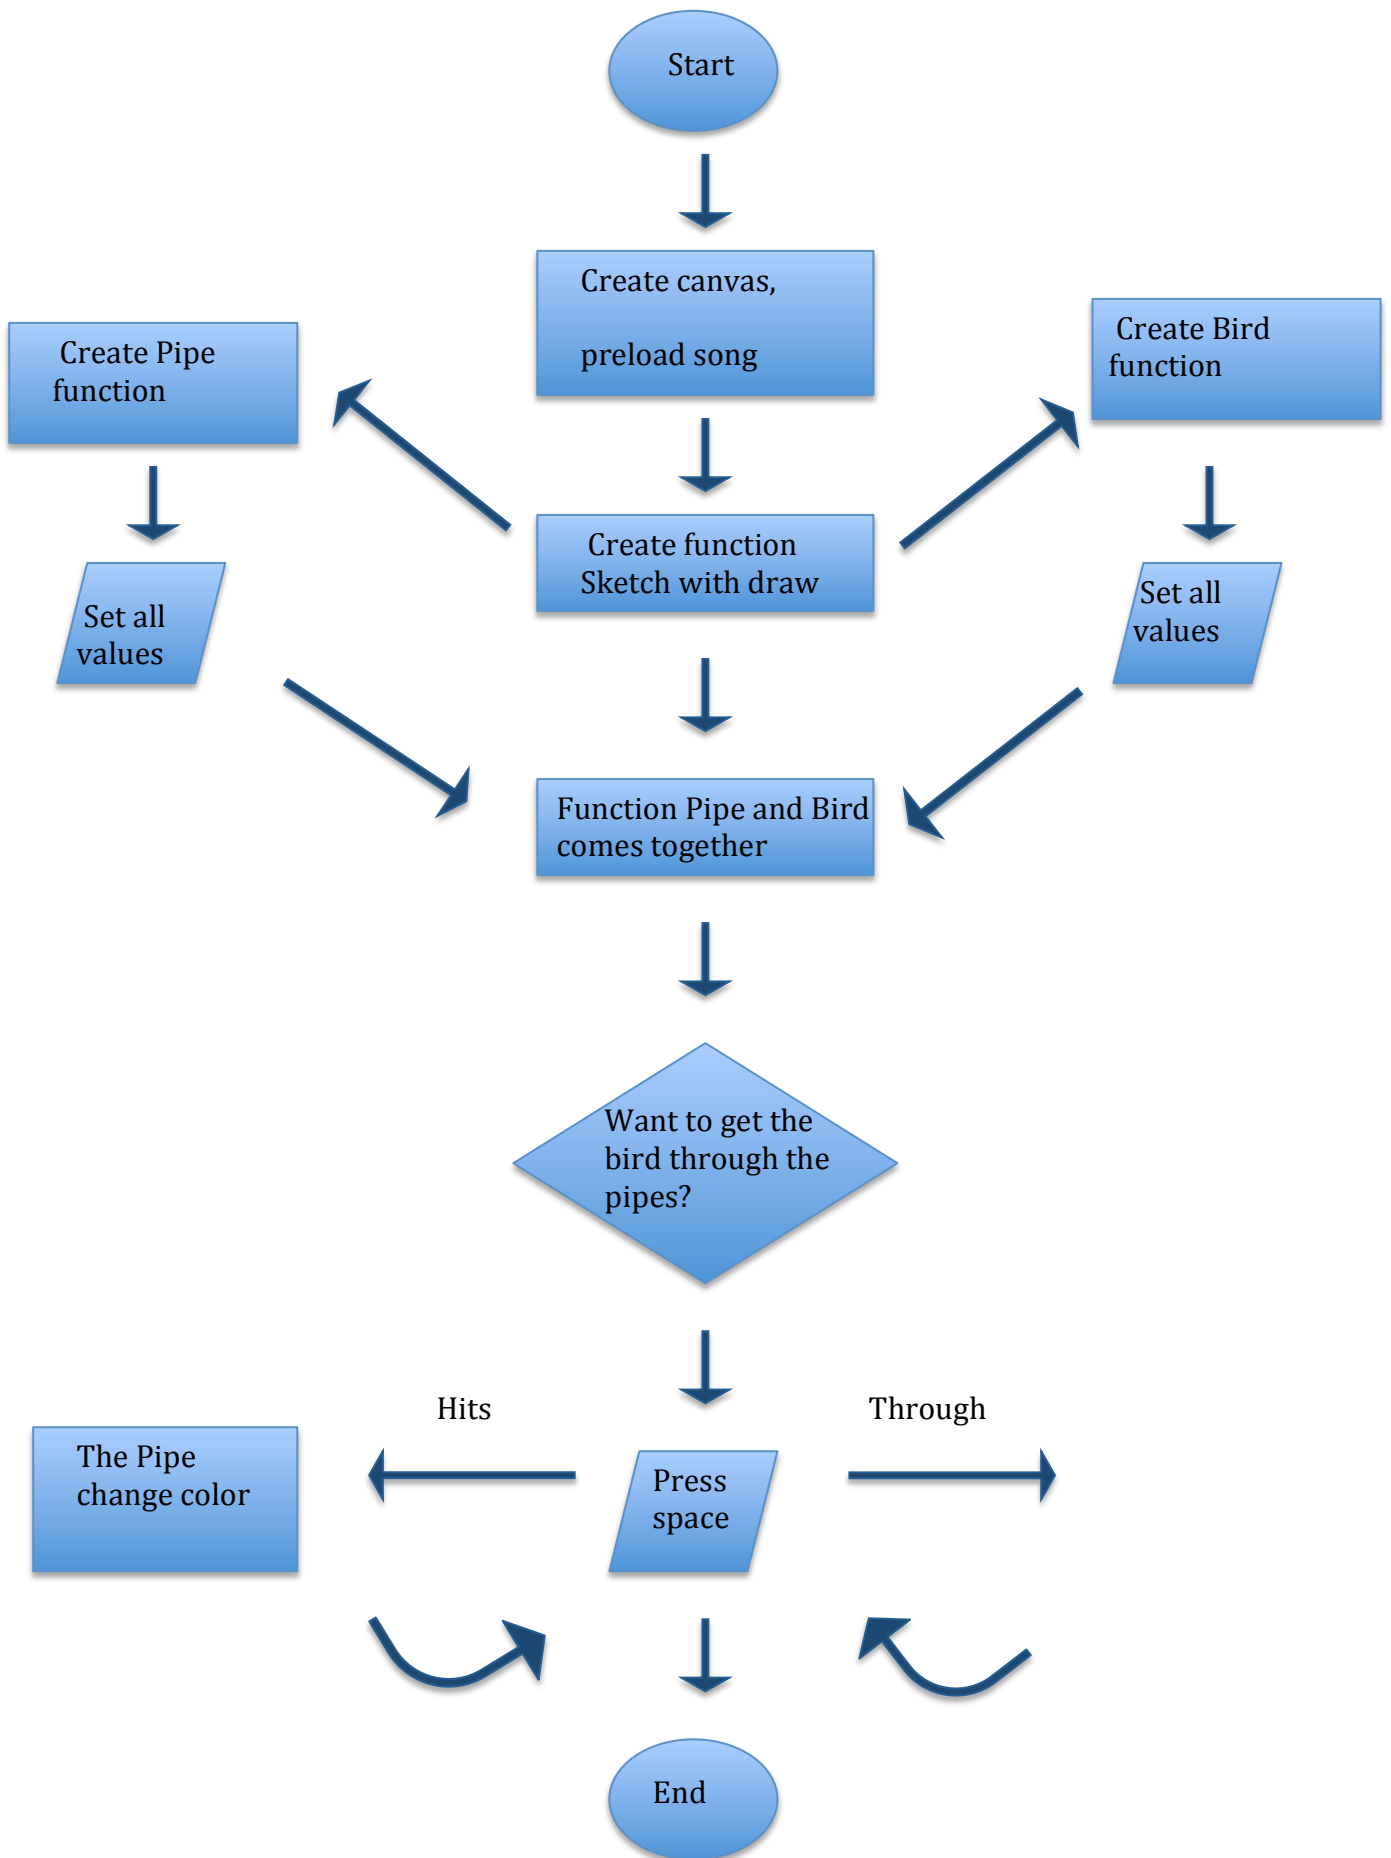 Start
Create canvas,
preload song
Create Pipe
function
Create Bird
function
Create function
Sketch with draw
Set all
values
Set all
values
Function Pipe and Bird
comes together
Want to get the
bird through the
pipes?
Hits
Through
The Pipe
change color
Press
space
End